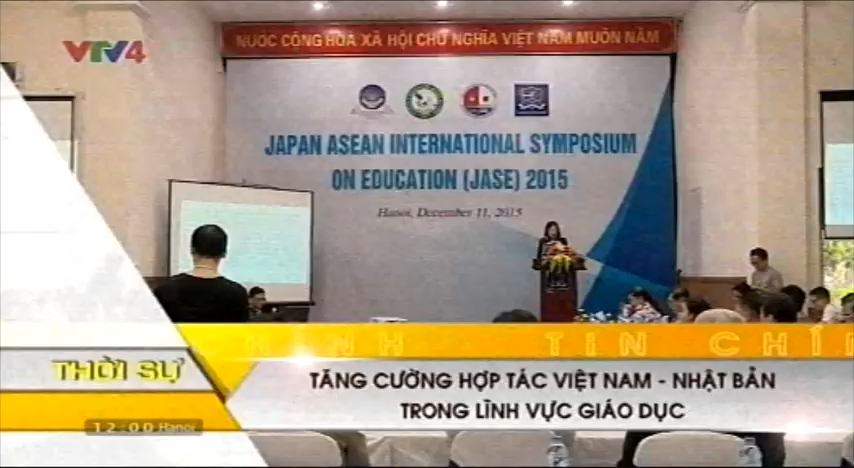 VTV4
NƯỚC CỘNG HÒA XÃ HỘI CHỦ NGHĨA VIỆT NAM MUÔN NĂM
JAPAN ASEAN INTERNATIONAL SYMPOSIUM
ON EDUCATION (JASE) 2015
Hanoi, December 11, 2015
TIN CHÍ
THỜI SỰ
12:00 Hanoi
TĂNG CƯỜNG HỢP TÁC VIỆT NAM - NHẬT BẢN
TRONG LĨNH VỰC GIÁO DỤC